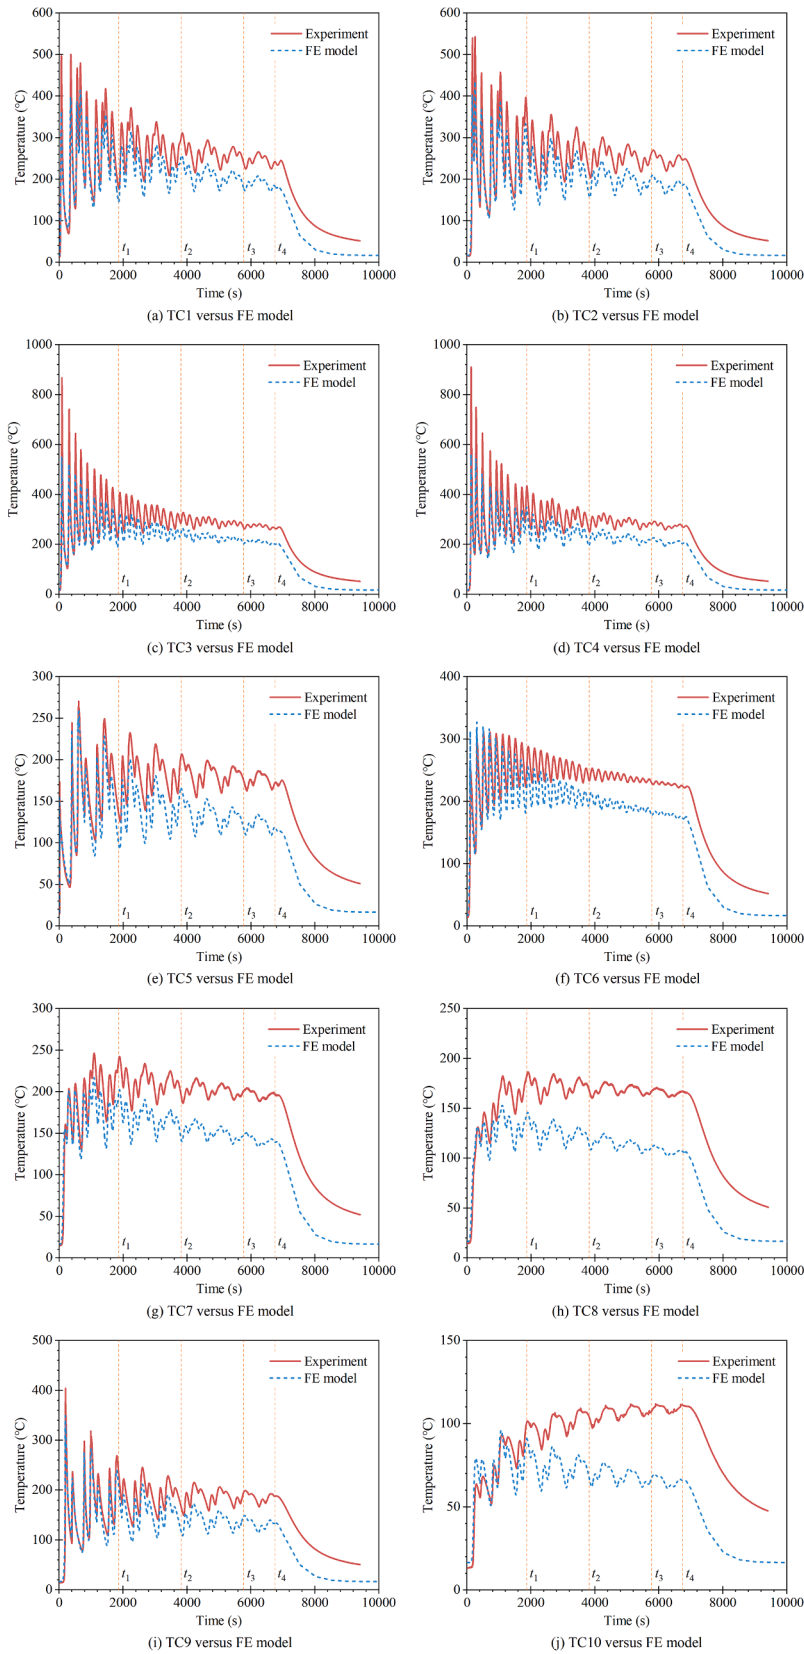 600
500
400
300
200
100
0
Temperature (℃)
Experiment
FE model
t1
t2
t3
t4
0
2000
4000
6000
8000
10000
Time (s)
(a) TC1 versus FE model
600
500
400
300
200
100
0
Temperature (℃)
Experiment
FE model
t1
t2
t3
t4
0
2000
4000
6000
8000
10000
Time (s)
(b) TC2 versus FE model
1000
800
600
400
200
0
Temperature (℃)
Experiment
FE model
t1
t2
t3
t4
0
2000
4000
6000
8000
10000
Time (s)
(c) TC3 versus FE model
1000
800
600
400
200
0
Temperature (℃)
Experiment
FE model
t1
t2
t3
t4
0
2000
4000
6000
8000
10000
Time (s)
(d) TC4 versus FE model
300
250
200
150
100
50
0
Temperature (℃)
Experiment
FE model
t1
t2
t3
t4
0
2000
4000
6000
8000
10000
Time (s)
(e) TC5 versus FE model
400
300
200
100
0
Temperature (℃)
Experiment
FE model
t1
t2
t3
t4
0
2000
4000
6000
8000
10000
Time (s)
(f) TC6 versus FE model
300
250
200
150
100
50
0
Temperature (℃)
Experiment
FE model
t1
t2
t3
t4
0
2000
4000
6000
8000
10000
Time (s)
(g) TC7 versus FE model
250
200
150
100
50
0
Temperature (℃)
Experiment
FE model
t1
t2
t3
t4
0
2000
4000
6000
8000
10000
Time (s)
(h) TC8 versus FE model
500
400
300
200
100
0
Temperature (℃)
Experiment
FE model
t1
t2
t3
t4
0
2000
4000
6000
8000
10000
Time (s)
(i) TC9 versus FE model
150
100
50
0
Temperature (℃)
Experiment
FE model
t1
t2
t3
t4
0
2000
4000
6000
8000
10000
Time (s)
(j) TC10 versus FE model